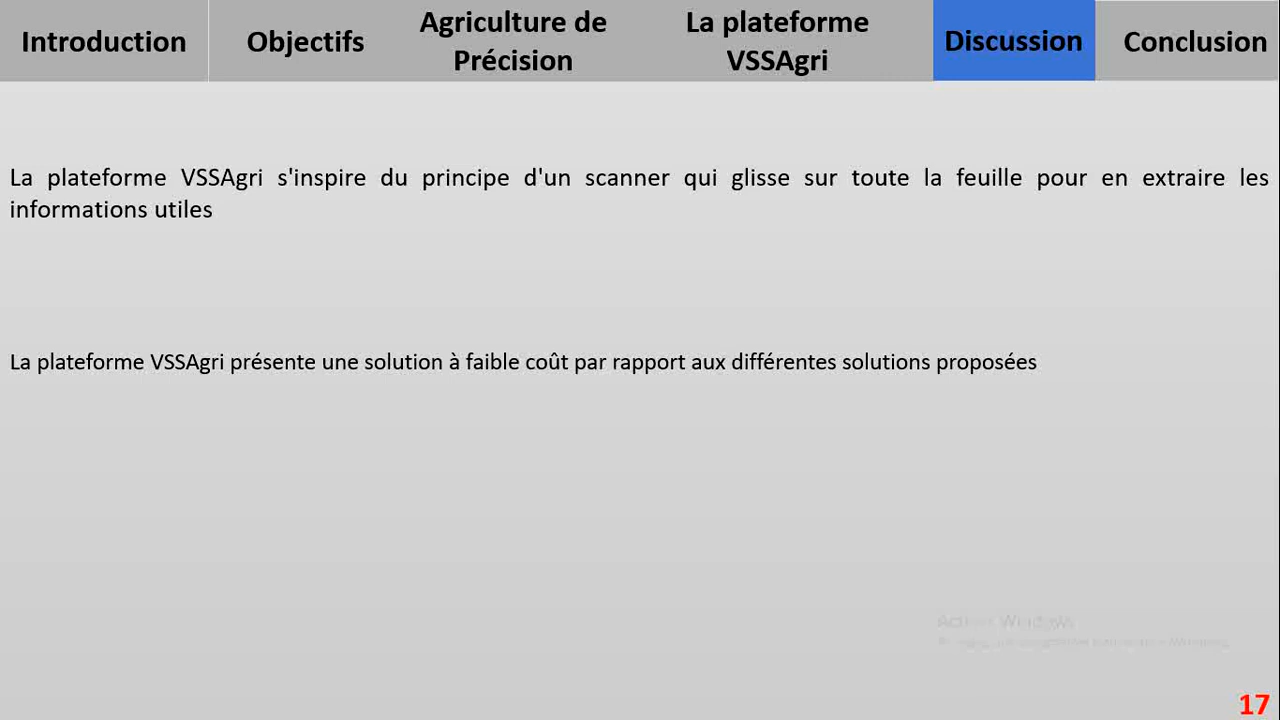 Introduction
Objectifs
Agriculture de
Précision
La plateforme
VSSAgri
Discussion
Conclusion
La plateforme VSSAgri s'inspire du principe d'un scanner qui glisse sur toute la feuille pour en extraire les
informations utiles
La plateforme VSSAgri présente une solution à faible coût par rapport aux différentes solutions proposées
Windows
17